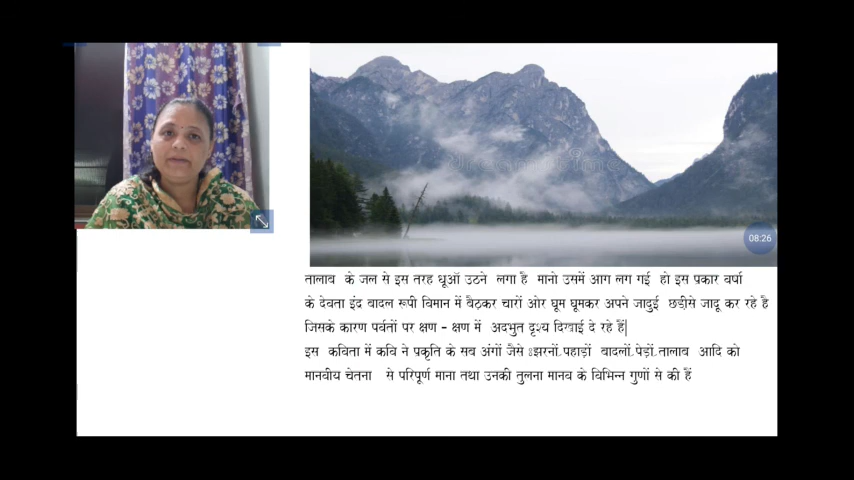 08:26
तालाब के जल से इस तरह धूऑ उठने लगा है मानो उसमें आग लग गई हो इस प्रकार वर्षा
के देवता इंद्र बादल रूपी विमान में बैठकर चारों ओर घूम घूमकर अपने जादुई छडीसे जादू कर रहे है
जिसके कारण पर्वतों पर क्षण - क्षण में अदभुत दृश्य दिखाई दे रहे हैं
इस कविता में कवि ने प्रकृति के सब अंगों जैसे झरनों,पहाड़ों बादलों,पेड़ों,तालाब आदि को
मानवीय चेतना से परिपूर्ण माना तथा उनकी तुलना मानब के विभिन्न गुणों से की हैं